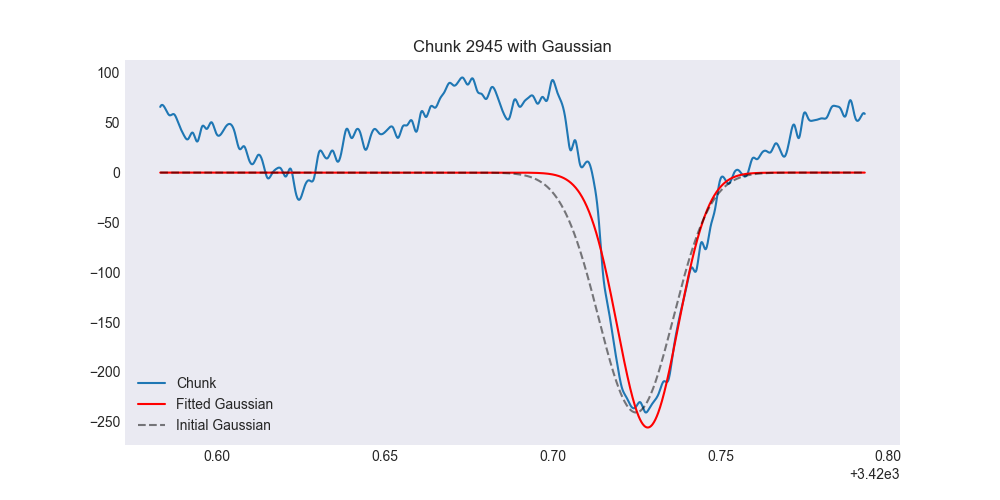 Chunk 2945 with Gaussian
100
50
0
−50
−100
−150
−200
−250
Chunk
Fitted Gaussian
Initial Gaussian
0.60 0.65 0.70 0.75 0.80
+3.42e3